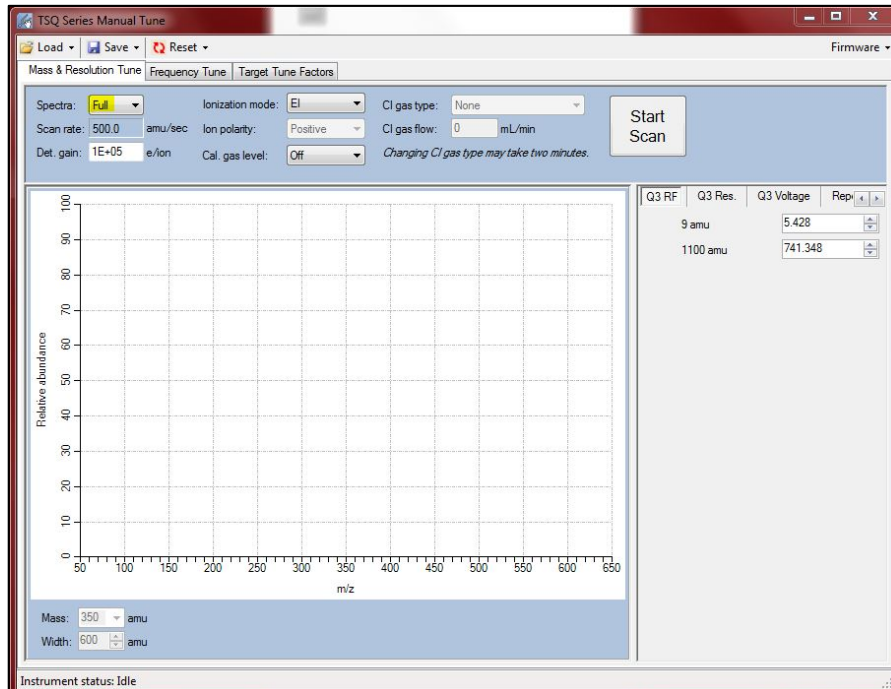 TSQ Series Manual Tune
Load Save Reset Firmware
Mass & Resolution Tune Frequency Tune Target Tune Factors
Spectra: Full Ionization mode: EI CI gas type: None
Scan rate: 500.0 amu/sec Ion polarity: Positive CI gas flow: 0 mL/min
Det. gain: 1E+05 e/ion Cal. gas level: Off Changing CI gas type may take two minutes.
Start
Scan
Q3 RF Q3 Res. Q3 Voltage Rep
9 amu 5.428
1100 amu 741.348
100
90
80
70
60
50
40
30
20
10
0
Relative abundance
50 100 150 200 250 300 350 400 450 500 550 600 650
m/z
Mass: 350 amu
Width: 600 amu
Instrument status: Idle